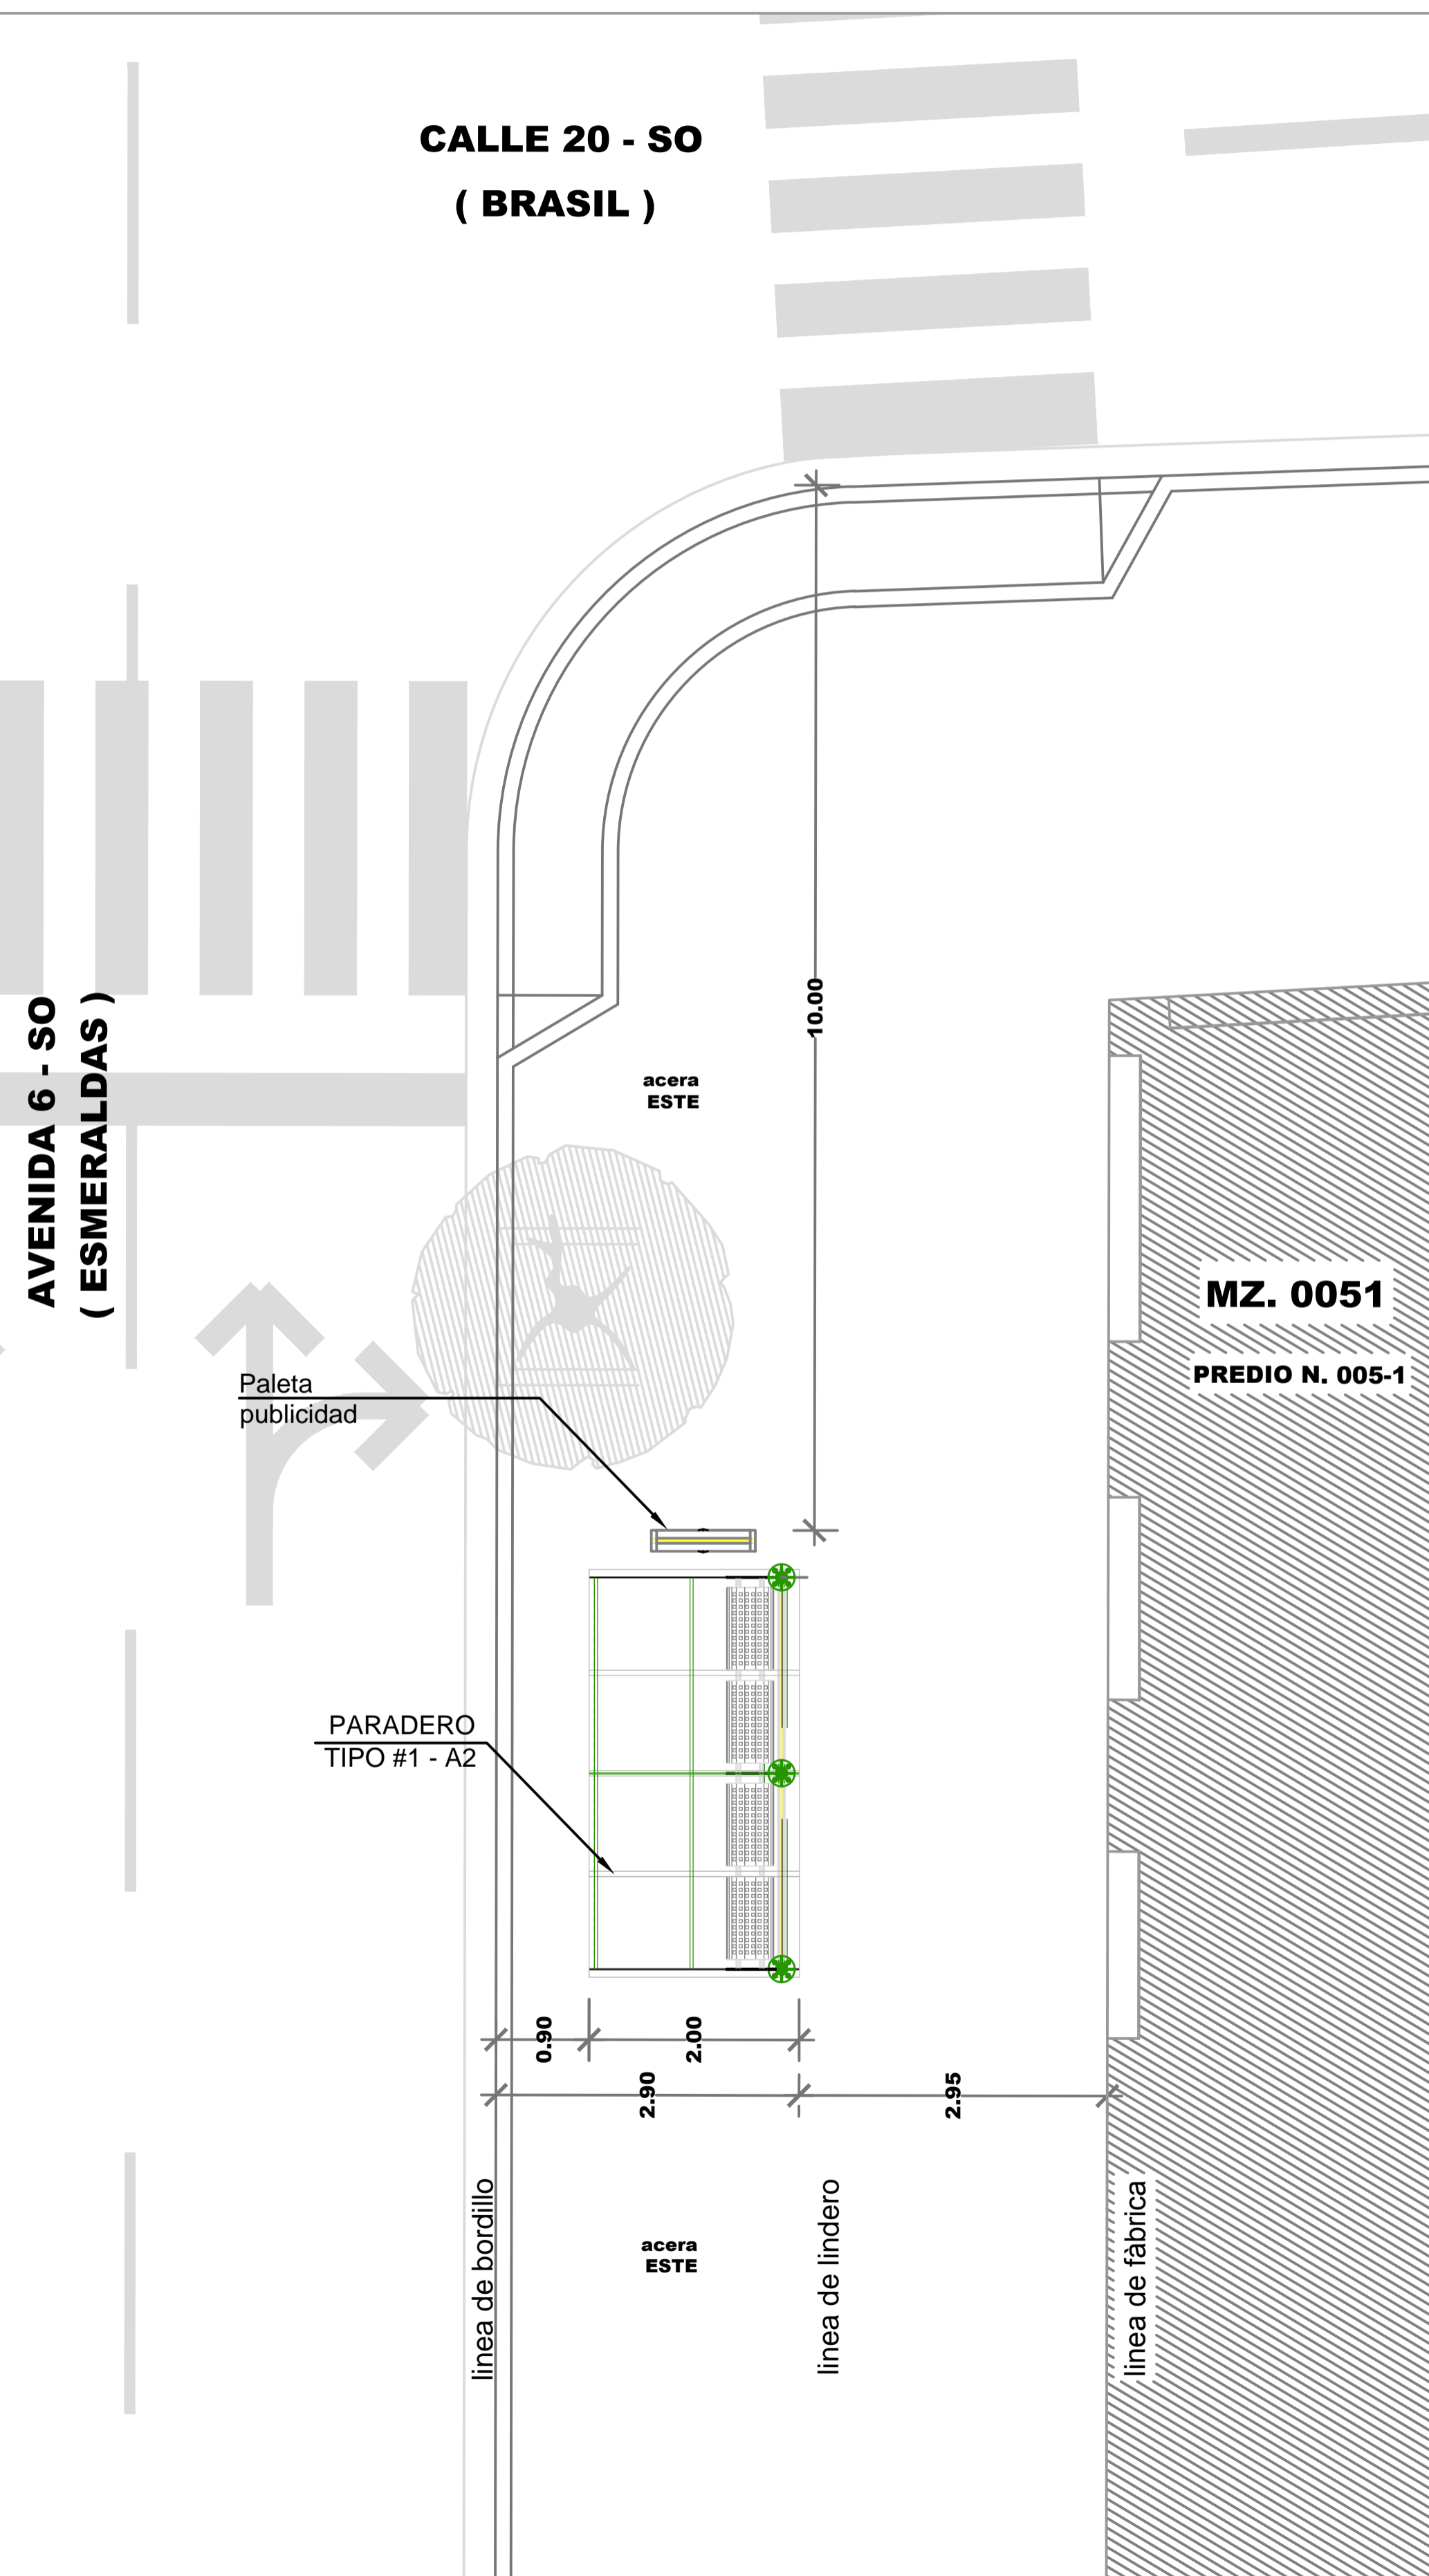 CALLE 20 - SO
( BRASIL )
AVENIDA 6 - SO
( ESMERALDAS )
10.00
acera
ESTE
MZ. 0051
PREDIO N. 005-1
Paleta
publicidad
PARADERO
TIPO #1 - A2
0.90
2.00
2.90
2.95
linea de bordillo
linea de lindero
linea de fàbrica
acera
ESTE